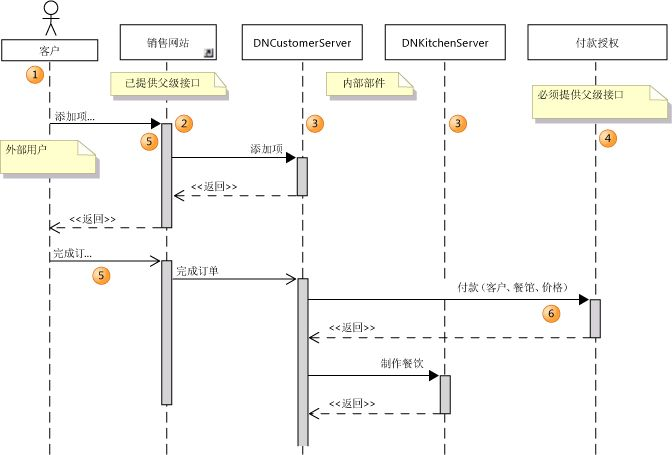 客户
销售网站
DNCustomerServer
DNKitchenServer
付款授权
1
已提供父级接口
内部部件
必须提供父级接口
添加项...
2
3
3
4
5
外部用户
添加项
<<返回>>
<<返回>>
完成订...
5
完成订单
付款（客户、餐馆、价格）
6
<<返回>>
制作餐饮
<<返回>>